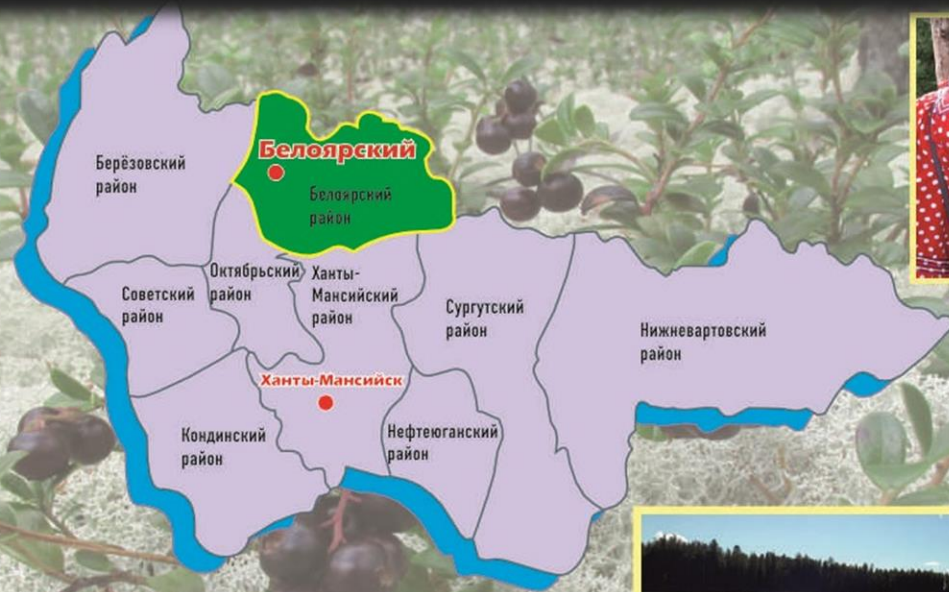 Белоярский
Берёзовский
район
Белоярский
район
Октябрьский
район
Ханты-
Мансийский
район
Советский
район
Сургутский
район
Нижневартовский
район
Ханты-Мансийск
Кондинский
район
Нефтеюганский
район